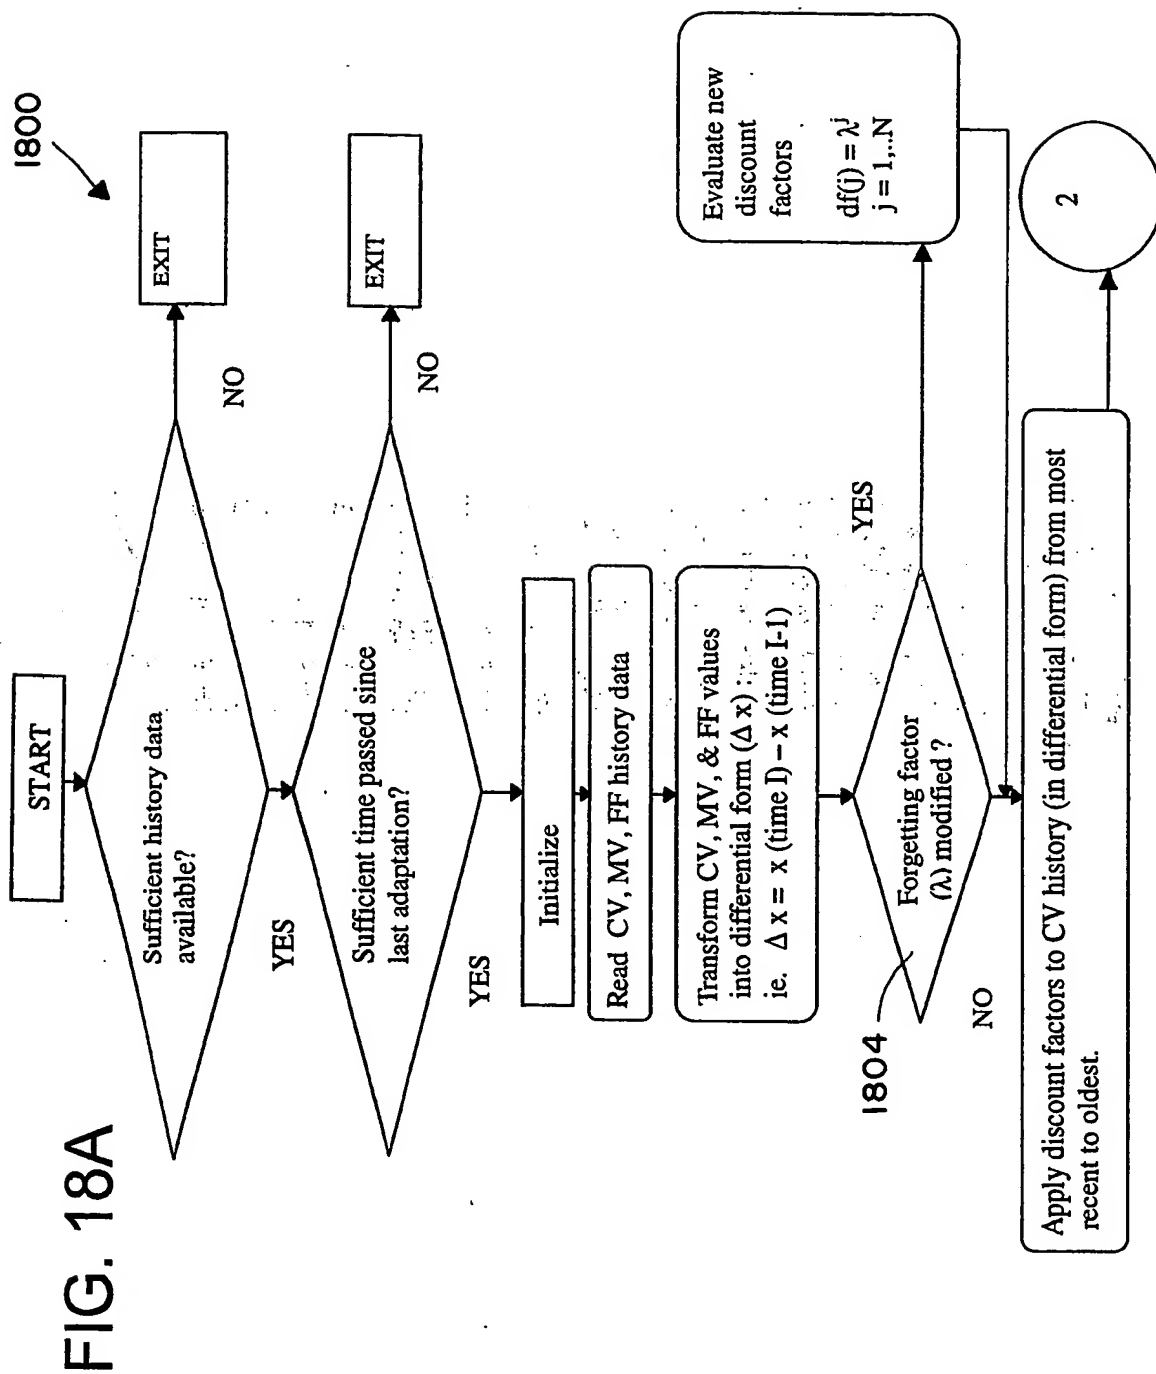 FIG. 18A
1800
START
Sufficient history data
available?
NO
EXIT
YES
Sufficient time passed since
last adaptation?
NO
EXIT
YES
Initialize
Read CV, MV, FF history data
Transform CV, MV, & FF values
into differential form (Δ x) :
ie. Δ x = x (time I) – x (time I-1)
1804
Forgetting factor
(λ) modified ?
YES
Evaluate new
discount
factors
df(j) = λ^j
j = 1,..N
NO
Apply discount factors to CV history (in differential form) from most
recent to oldest.
2